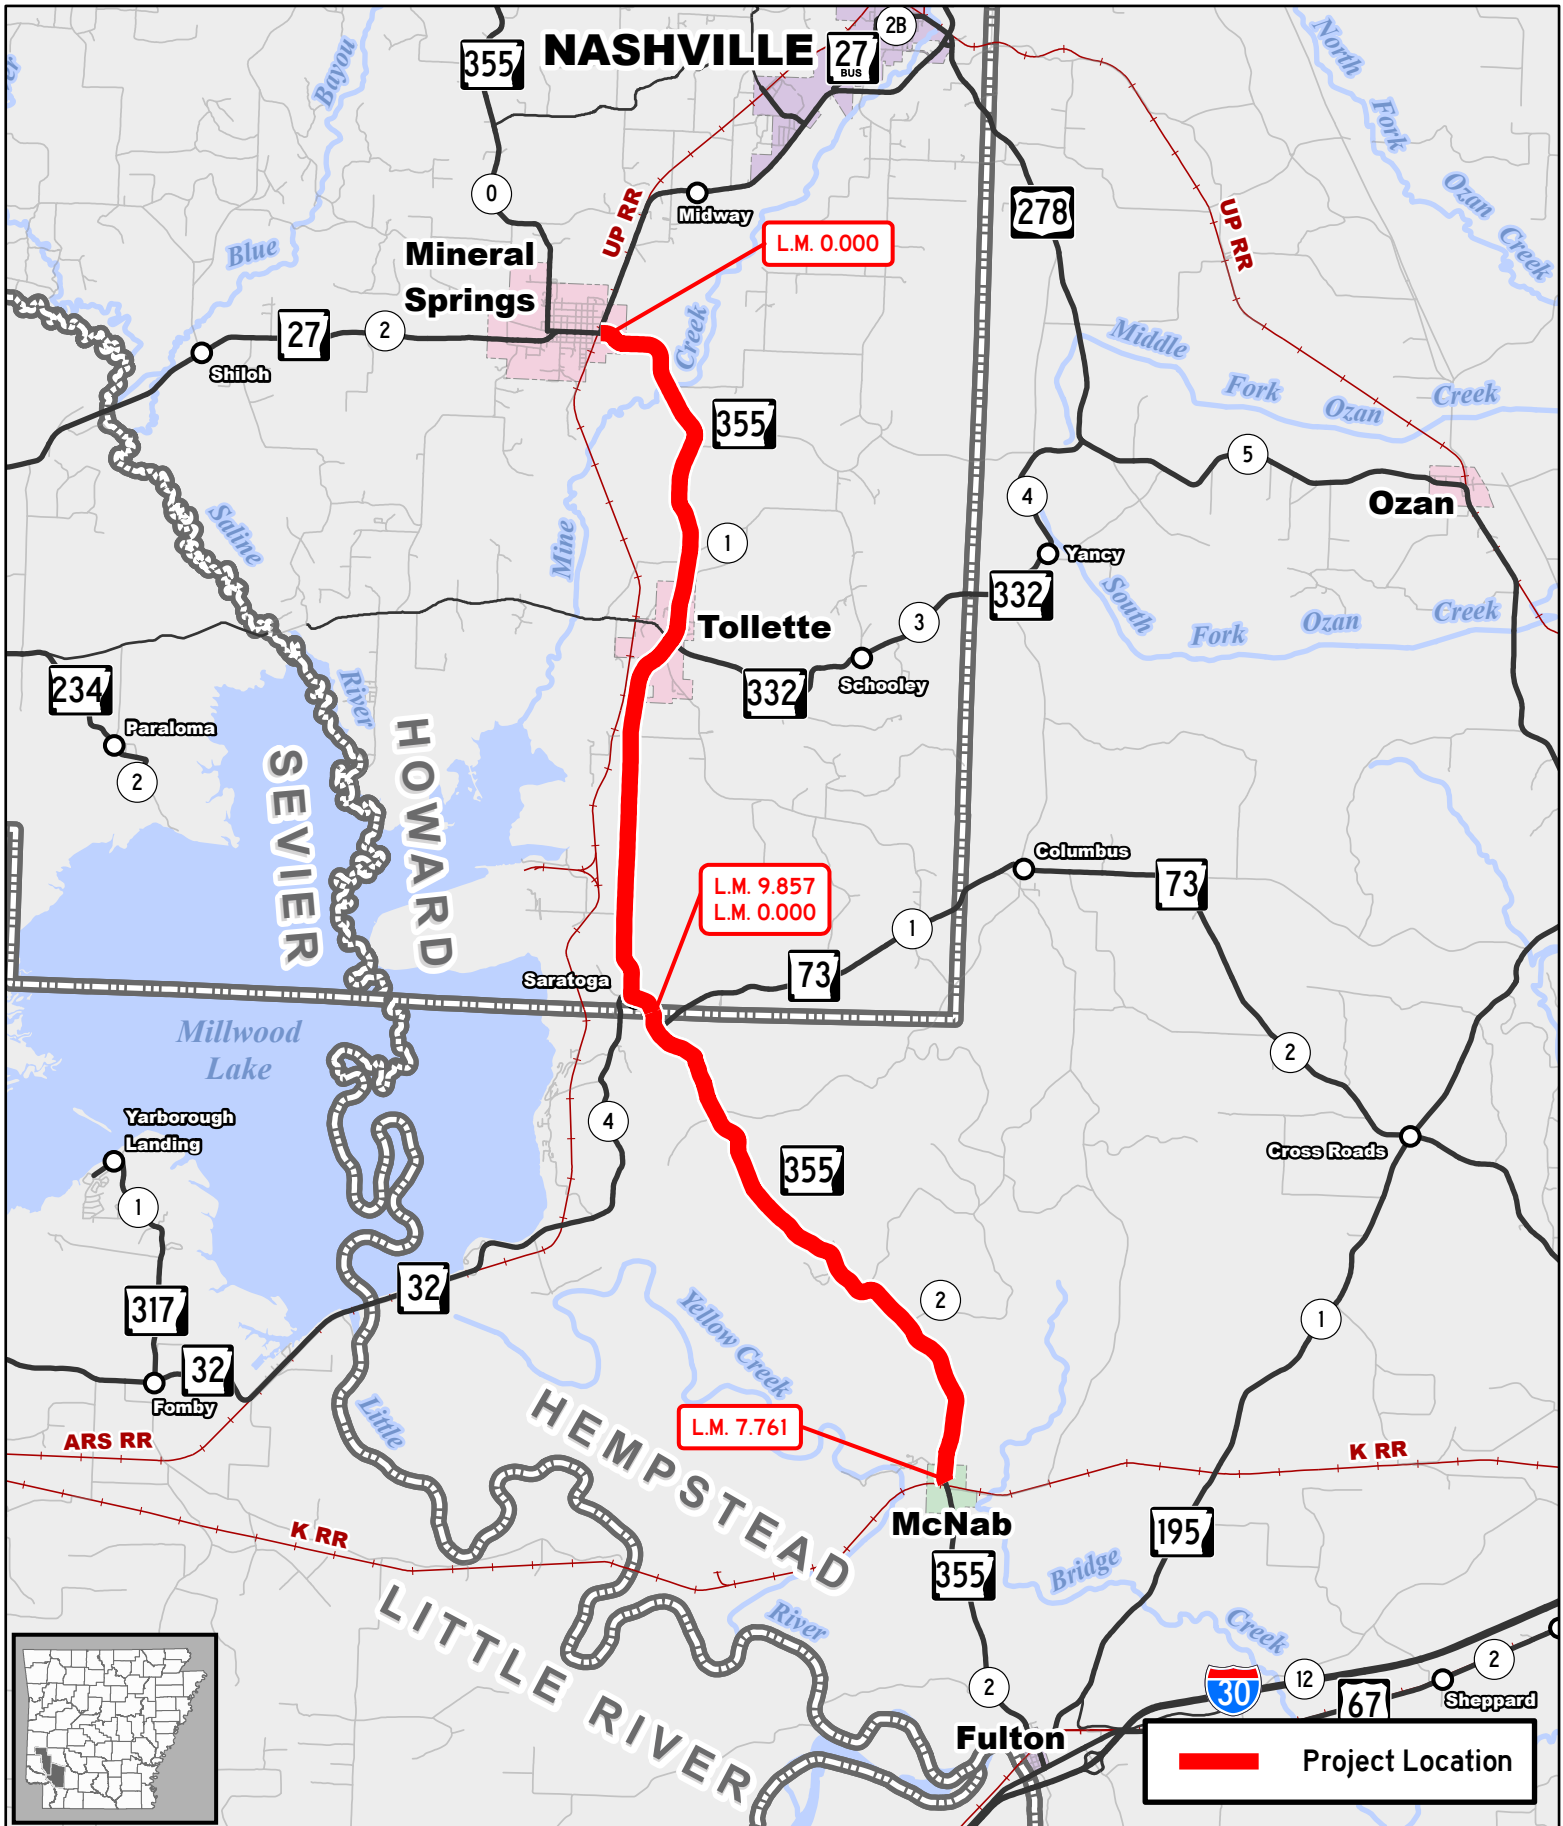 2B
NASHVILLE
355
27
BUS
North
Fork
Ozan
Creek
Bayou
Blue
0
UP RR
Midway
278
UP RR
L.M. 0.000
Mineral
Springs
27
2
Shiloh
Creek
Middle
Fork
Ozan
Creek
355
5
4
Ozan
Saline
Mine
1
Yancy
332
South
Fork
Ozan
Creek
3
Tollette
Schooley
332
234
River
Paraloma
2
SEVIER
HOWARD
Columbus
73
L.M. 9.857
L.M. 0.000
1
73
Saratoga
Millwood
Lake
2
Yarborough
Landing
4
Cross Roads
355
1
32
317
2
1
32
Fomby
Yellow Creek
Little
L.M. 7.761
ARS RR
HEMPSTEAD
K RR
K RR
McNab
195
355
Bridge
Creek
LITTLE RIVER
River
2
30
12
2
67
Sheppard
Fulton
Project Location